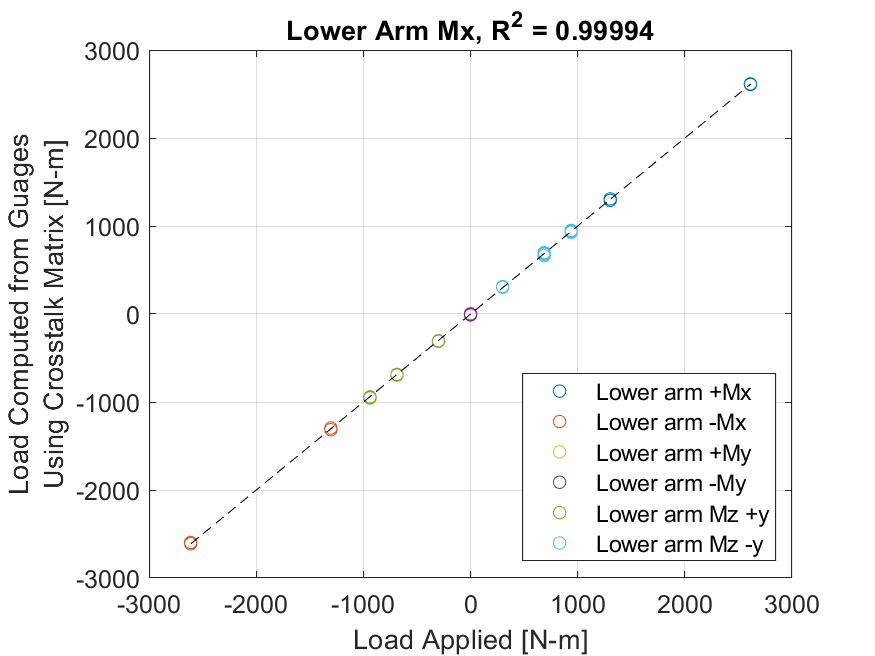 Lower Arm Mx, R2 = 0.99994
Load Computed from Guages
Using Crosstalk Matrix [N-m]
3000
2000
1000
0
-1000
-2000
-3000
Lower arm +Mx
Lower arm -Mx
Lower arm +My
Lower arm -My
Lower arm Mz +y
Lower arm Mz -y
-3000 -2000 -1000 0 1000 2000 3000
Load Applied [N-m]